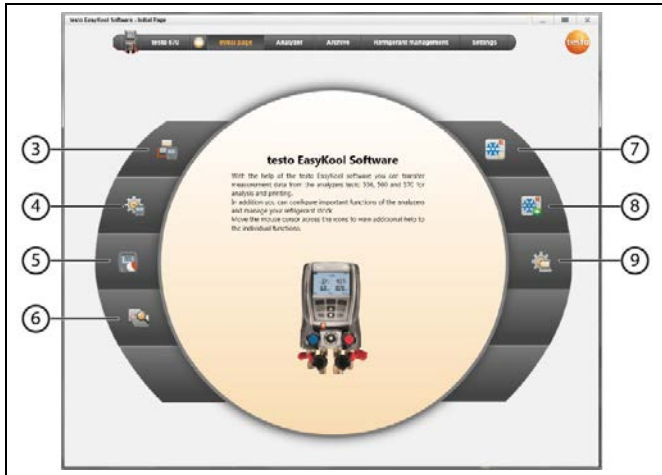 testo EasyKool Software - Initial Page
testo 570 Initial page Analyzer Archive Refrigerant management Settings
testo
3
4
5
6
7
8
9
testo EasyKool Software
With the help of the testo EasyKool software you can transfer
measurement data from the analyzers testo 556, 560 and 570 for
analysis and printing.
In addition you can configure important functions of the analyzers
and manage your refrigerant stock.
Move the mouse cursor across the icons to view additional help to
the individual functions.